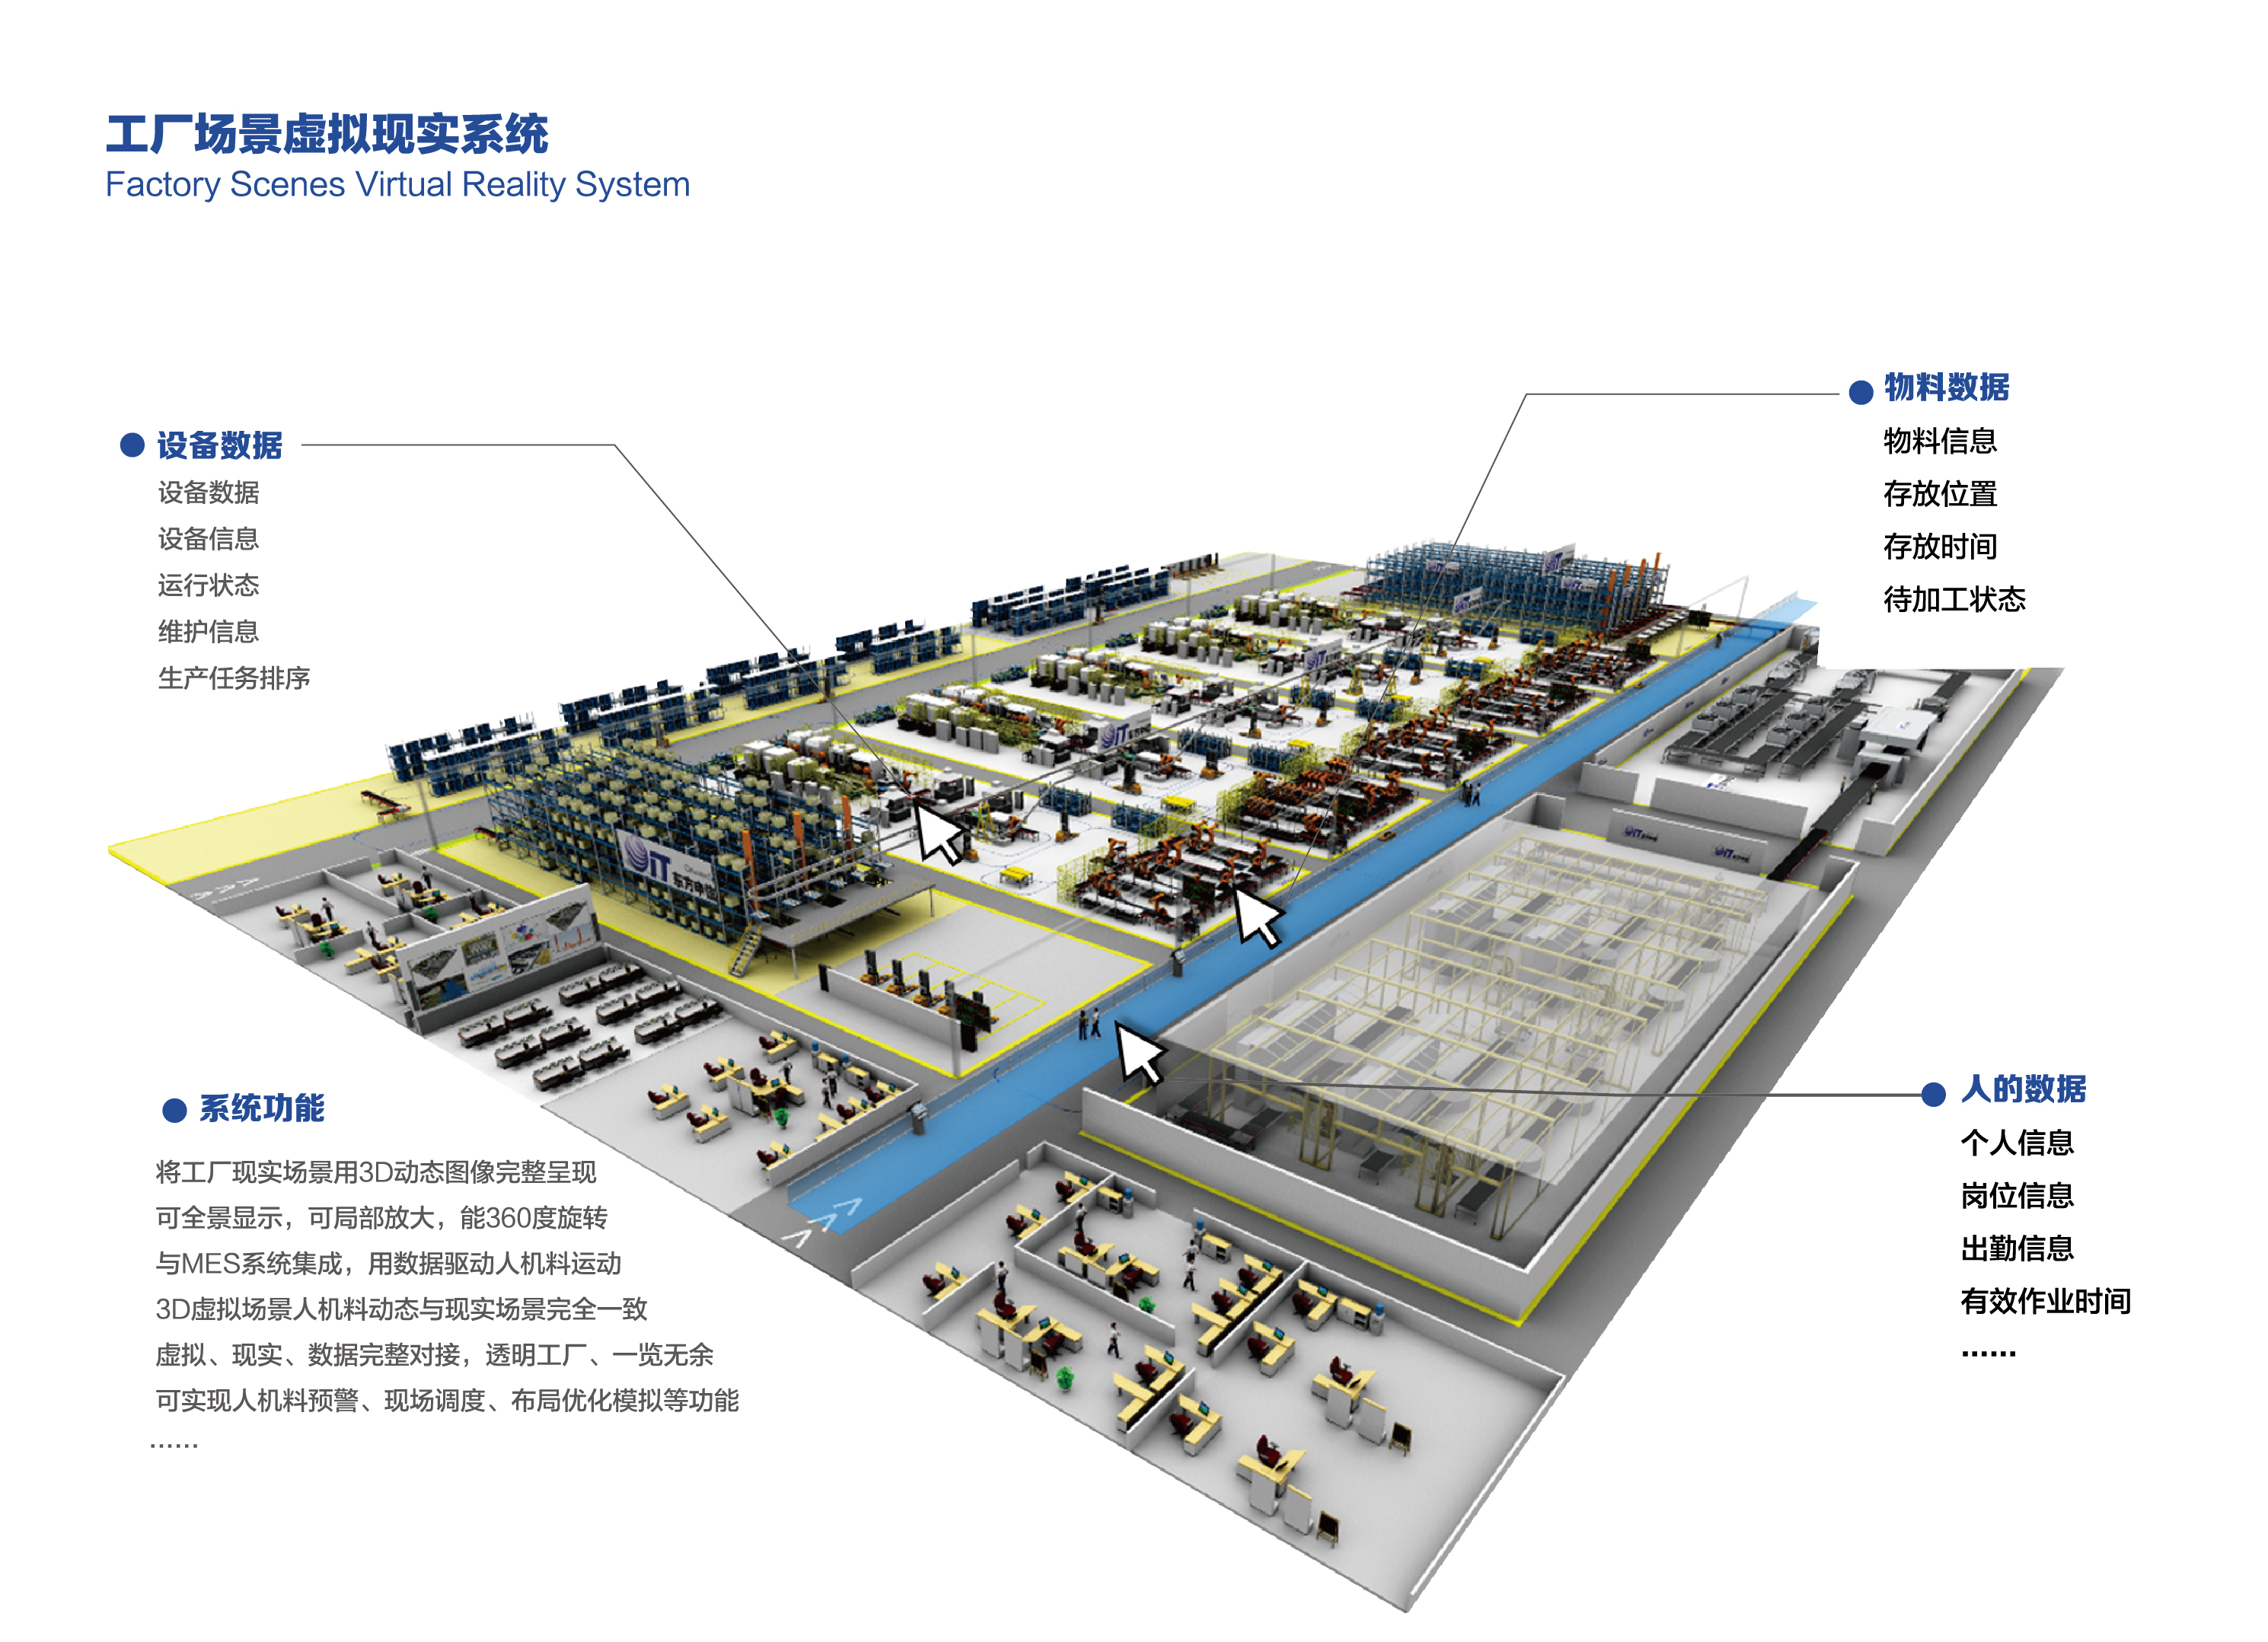 工厂场景虚拟现实系统
Factory Scenes Virtual Reality System
设备数据
设备数据
设备信息
运行状态
维护信息
生产任务排序
物料数据
物料信息
存放位置
存放时间
待加工状态
系统功能
将工厂现实场景用3D动态图像完整呈现
可全景显示，可局部放大，能360度旋转
与MES系统集成，用数据驱动人机料运动
3D虚拟场景人机料动态与现实场景完全一致
虚拟、现实、数据完整对接，透明工厂、一览无余
可实现人机料预警、现场调度、布局优化模拟等功能
……
人的数据
个人信息
岗位信息
出勤信息
有效作业时间
……